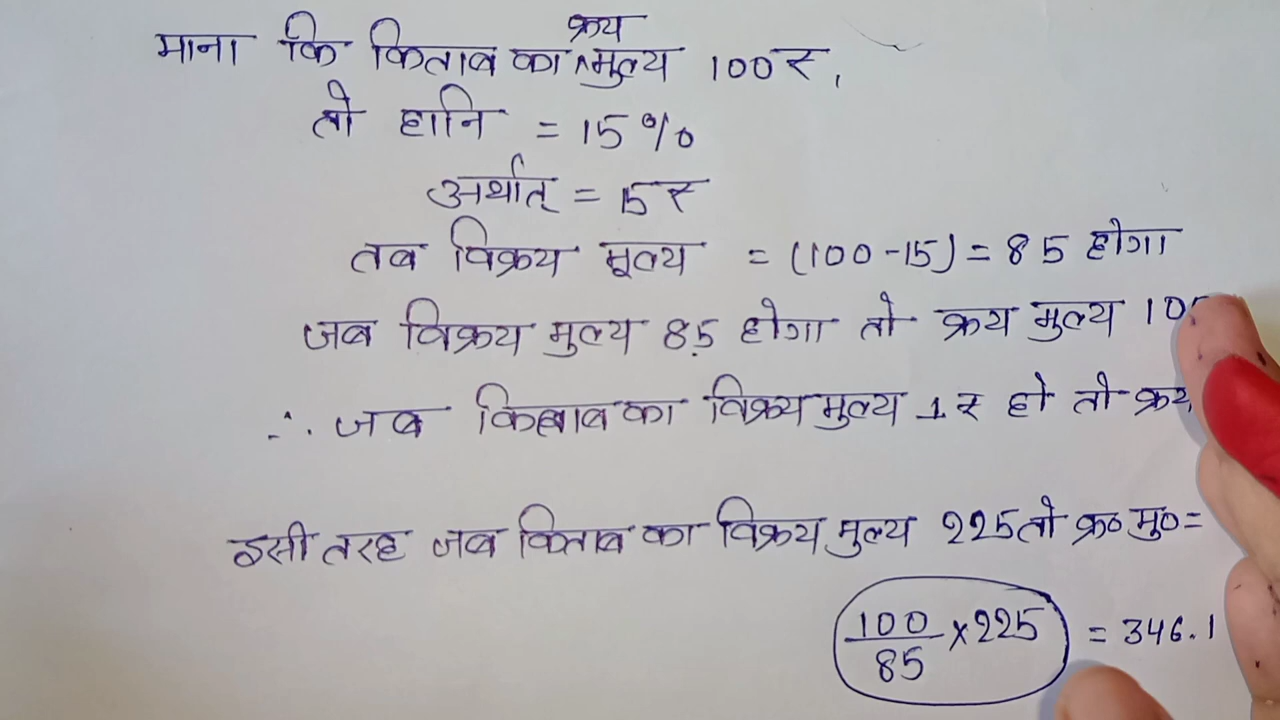 क्रय
माना कि किताब का ^मुल्य 100 रु,
तो हानि = 15 %
अर्थात् = 15 रु
तब विक्रय मूल्य = (100 - 15) = 85 होगा
जब विक्रय मुल्य 85 होगा तो क्रय मुल्य
∴ जब किताब का विक्रय मुल्य 1 रु हो तो क्रय
इसी तरह जब किताब का विक्रय मुल्य 225 तो क्र० मु० =
100/85 × 225 = 346.1